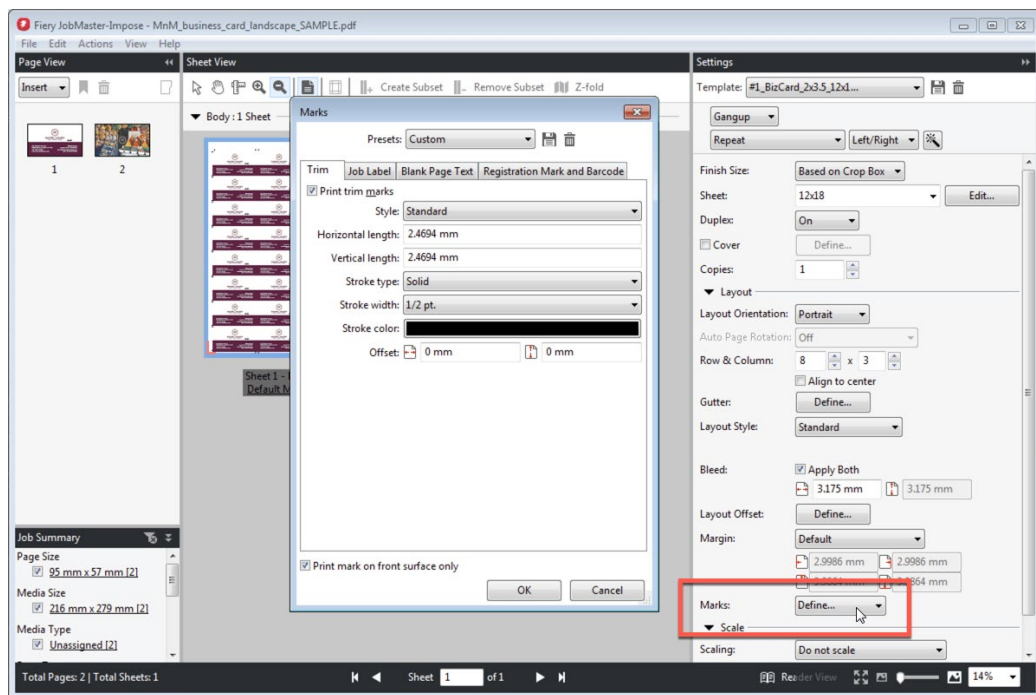 Fiery JobMaster-Impose - MnM_business_card_landscape_SAMPLE.pdf
File Edit Actions View Help
Page View
Insert
1 2
Job Summary
Page Size
95 mm x 57 mm [2]
Media Size
216 mm x 279 mm [2]
Media Type
Unassigned [2]
Sheet View
Create Subset Remove Subset Z-fold
Body : 1 Sheet
Sheet 1 -
Default M
Marks
Presets: Custom
Trim Job Label Blank Page Text Registration Mark and Barcode
Print trim marks
Style: Standard
Horizontal length: 2.4694 mm
Vertical length: 2.4694 mm
Stroke type: Solid
Stroke width: 1/2 pt.
Stroke color:
Offset: 0 mm 0 mm
Print mark on front surface only
OK Cancel
Settings
Template: #1_BizCard_2x3.5_12x1...
Gangup
Repeat Left/Right
Finish Size: Based on Crop Box
Sheet: 12x18 Edit...
Duplex: On
Cover Define...
Copies: 1
Layout
Layout Orientation: Portrait
Auto Page Rotation: Off
Row & Column: 8 x 3
Align to center
Gutter: Define...
Layout Style: Standard
Bleed: Apply Both
3.175 mm 3.175 mm
Layout Offset: Define...
Margin: Default
2.9986 mm 2.9986 mm
Marks: Define...
Scale
Scaling: Do not scale
Total Pages: 2 | Total Sheets: 1
Sheet 1 of 1
Reader View 14%